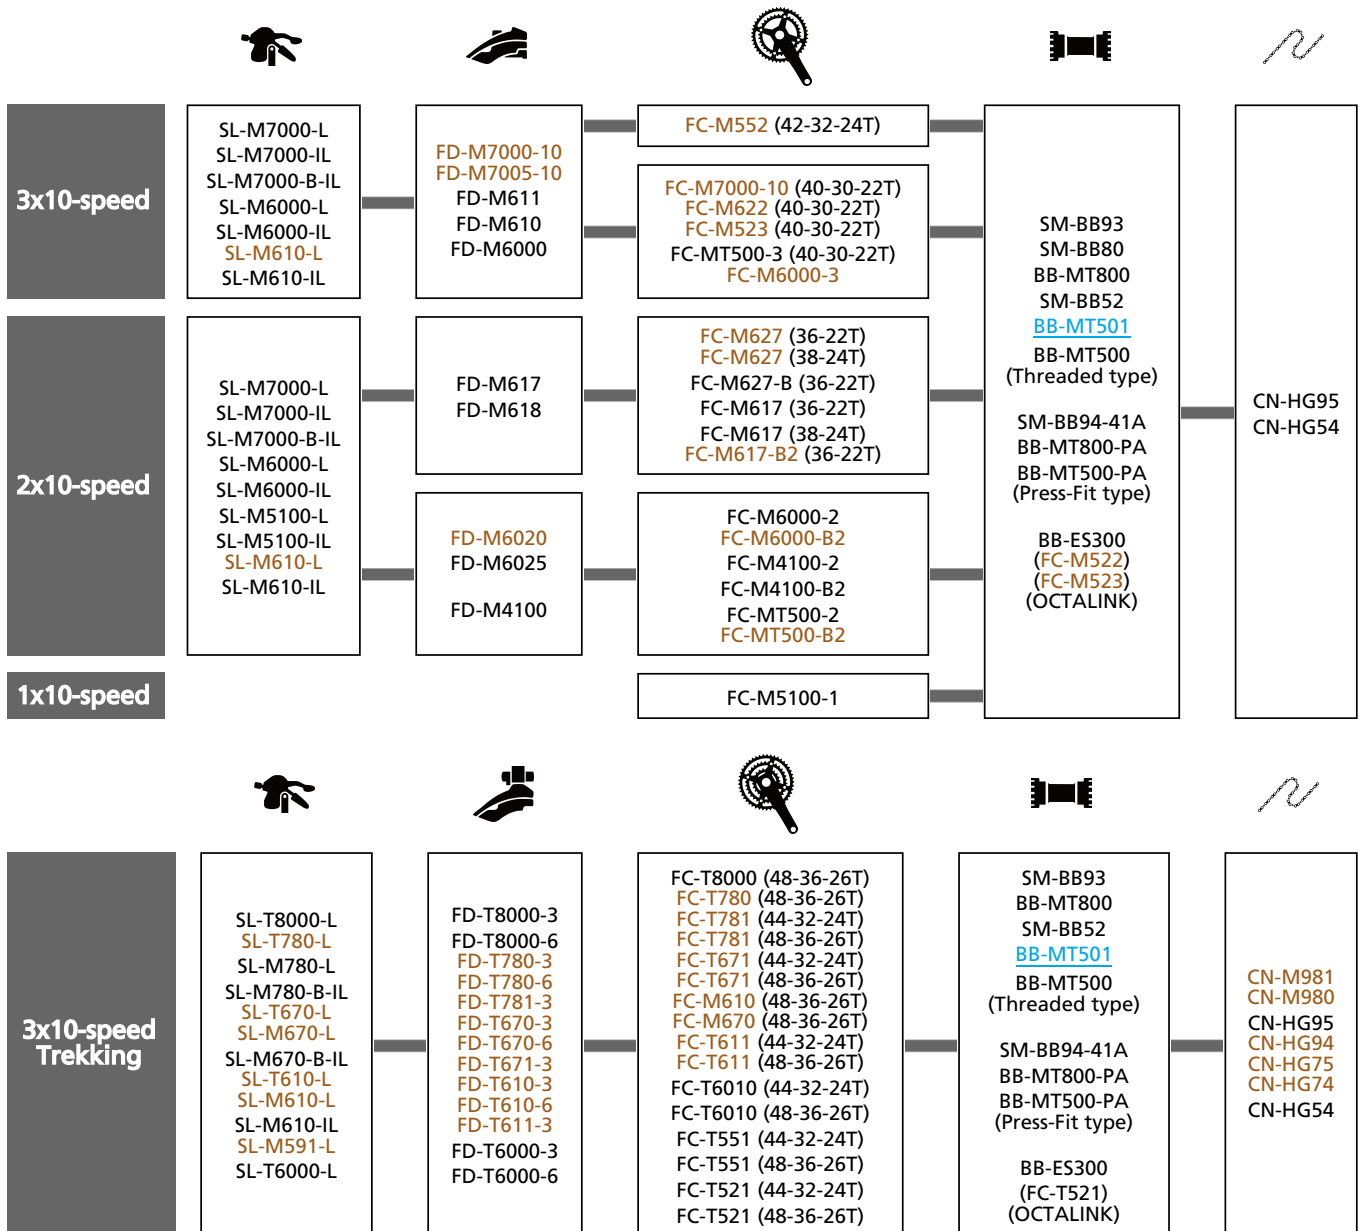 3x10-speed
SL-M7000-L
SL-M7000-IL
SL-M7000-B-IL
SL-M6000-L
SL-M6000-IL
SL-M610-L
SL-M610-IL
FD-M7000-10
FD-M7005-10
FD-M611
FD-M610
FD-M6000
FC-M552 (42-32-24T)
FC-M7000-10 (40-30-22T)
FC-M622 (40-30-22T)
FC-M523 (40-30-22T)
FC-MT500-3 (40-30-22T)
FC-M6000-3
2x10-speed
SL-M7000-L
SL-M7000-IL
SL-M7000-B-IL
SL-M6000-L
SL-M6000-IL
SL-M5100-L
SL-M5100-IL
SL-M610-L
SL-M610-IL
FD-M617
FD-M618
FC-M627 (36-22T)
FC-M627 (38-24T)
FC-M627-B (36-22T)
FC-M617 (36-22T)
FC-M617 (38-24T)
FC-M617-B2 (36-22T)
FD-M6020
FD-M6025
FD-M4100
FC-M6000-2
FC-M6000-B2
FC-M4100-2
FC-M4100-B2
FC-MT500-2
FC-MT500-B2
1x10-speed
FC-M5100-1
SM-BB93
SM-BB80
BB-MT800
SM-BB52
BB-MT501
BB-MT500
(Threaded type)
SM-BB94-41A
BB-MT800-PA
BB-MT500-PA
(Press-Fit type)
BB-ES300
(FC-M522)
(FC-M523)
(OCTALINK)
CN-HG95
CN-HG54
3x10-speed
Trekking
SL-T8000-L
SL-T780-L
SL-M780-L
SL-M780-B-IL
SL-T670-L
SL-M670-L
SL-M670-B-IL
SL-T610-L
SL-M610-L
SL-M610-IL
SL-M591-L
SL-T6000-L
FD-T8000-3
FD-T8000-6
FD-T780-3
FD-T780-6
FD-T781-3
FD-T670-3
FD-T670-6
FD-T671-3
FD-T610-3
FD-T610-6
FD-T611-3
FD-T6000-3
FD-T6000-6
FC-T8000 (48-36-26T)
FC-T780 (48-36-26T)
FC-T781 (44-32-24T)
FC-T781 (48-36-26T)
FC-T671 (44-32-24T)
FC-T671 (48-36-26T)
FC-M610 (48-36-26T)
FC-M670 (48-36-26T)
FC-T611 (44-32-24T)
FC-T611 (48-36-26T)
FC-T6010 (44-32-24T)
FC-T6010 (48-36-26T)
FC-T551 (44-32-24T)
FC-T551 (48-36-26T)
FC-T521 (44-32-24T)
FC-T521 (48-36-26T)
SM-BB93
BB-MT800
SM-BB52
BB-MT501
BB-MT500
(Threaded type)
SM-BB94-41A
BB-MT800-PA
BB-MT500-PA
(Press-Fit type)
BB-ES300
(FC-T521)
(OCTALINK)
CN-M981
CN-M980
CN-HG95
CN-HG94
CN-HG75
CN-HG74
CN-HG54